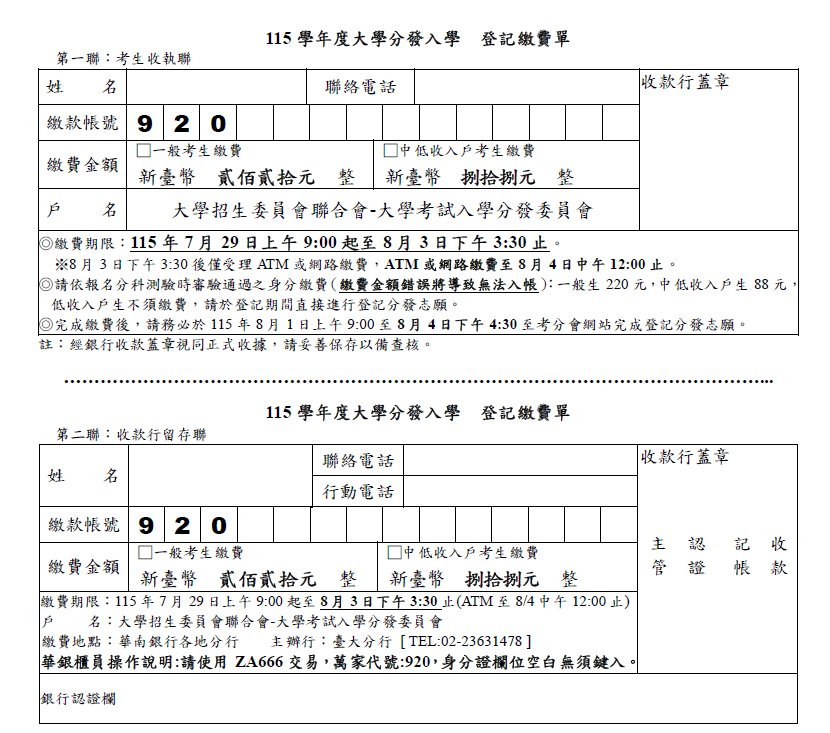 115 學年度大學分發入學 登記繳費單
第一聯：考生收執聯
姓 名 聯絡電話 收款行蓋章
繳款帳號 9 2 0
繳費金額 □一般考生繳費 □中低收入戶考生繳費
新臺幣 貳佰貳拾元 整 新臺幣 捌拾捌元 整
戶 名 大學招生委員會聯合會-大學考試入學分發委員會
◎繳費期限：115 年 7 月 29 日上午 9:00 起至 8 月 3 日下午 3:30 止。
※8 月 3 日下午 3:30 後僅受理 ATM 或網路繳費，ATM 或網路繳費至 8 月 4 日中午 12:00 止。
◎請依報名分科測驗時審驗通過之身分繳費（繳費金額錯誤將導致無法入帳）：一般生 220 元，中低收入戶生 88 元，
低收入戶生不須繳費，請於登記期間直接進行登記分發志願。
◎完成繳費後，請務必於 115 年 8 月 1 日上午 9:00 至 8 月 4 日下午 4:30 至考分會網站完成登記分發志願。
註：經銀行收款蓋章視同正式收據，請妥善保存以備查核。
115 學年度大學分發入學 登記繳費單
第二聯：收款行留存聯
姓 名 聯絡電話 收款行蓋章
行動電話
繳款帳號 9 2 0
主 認 記 收
管 證 帳 款
繳費金額 □一般考生繳費 □中低收入戶考生繳費
新臺幣 貳佰貳拾元 整 新臺幣 捌拾捌元 整
繳費期限：115 年 7 月 29 日上午 9:00 起至 8 月 3 日下午 3:30 止(ATM 至 8/4 中午 12:00 止)
戶 名：大學招生委員會聯合會-大學考試入學分發委員會
繳費地點：華南銀行各地分行 主辦行：臺大分行 [ TEL:02-23631478 ]
華銀櫃員操作說明:請使用 ZA666 交易，萬家代號:920，身分證欄位空白無須鍵入。
銀行認證欄